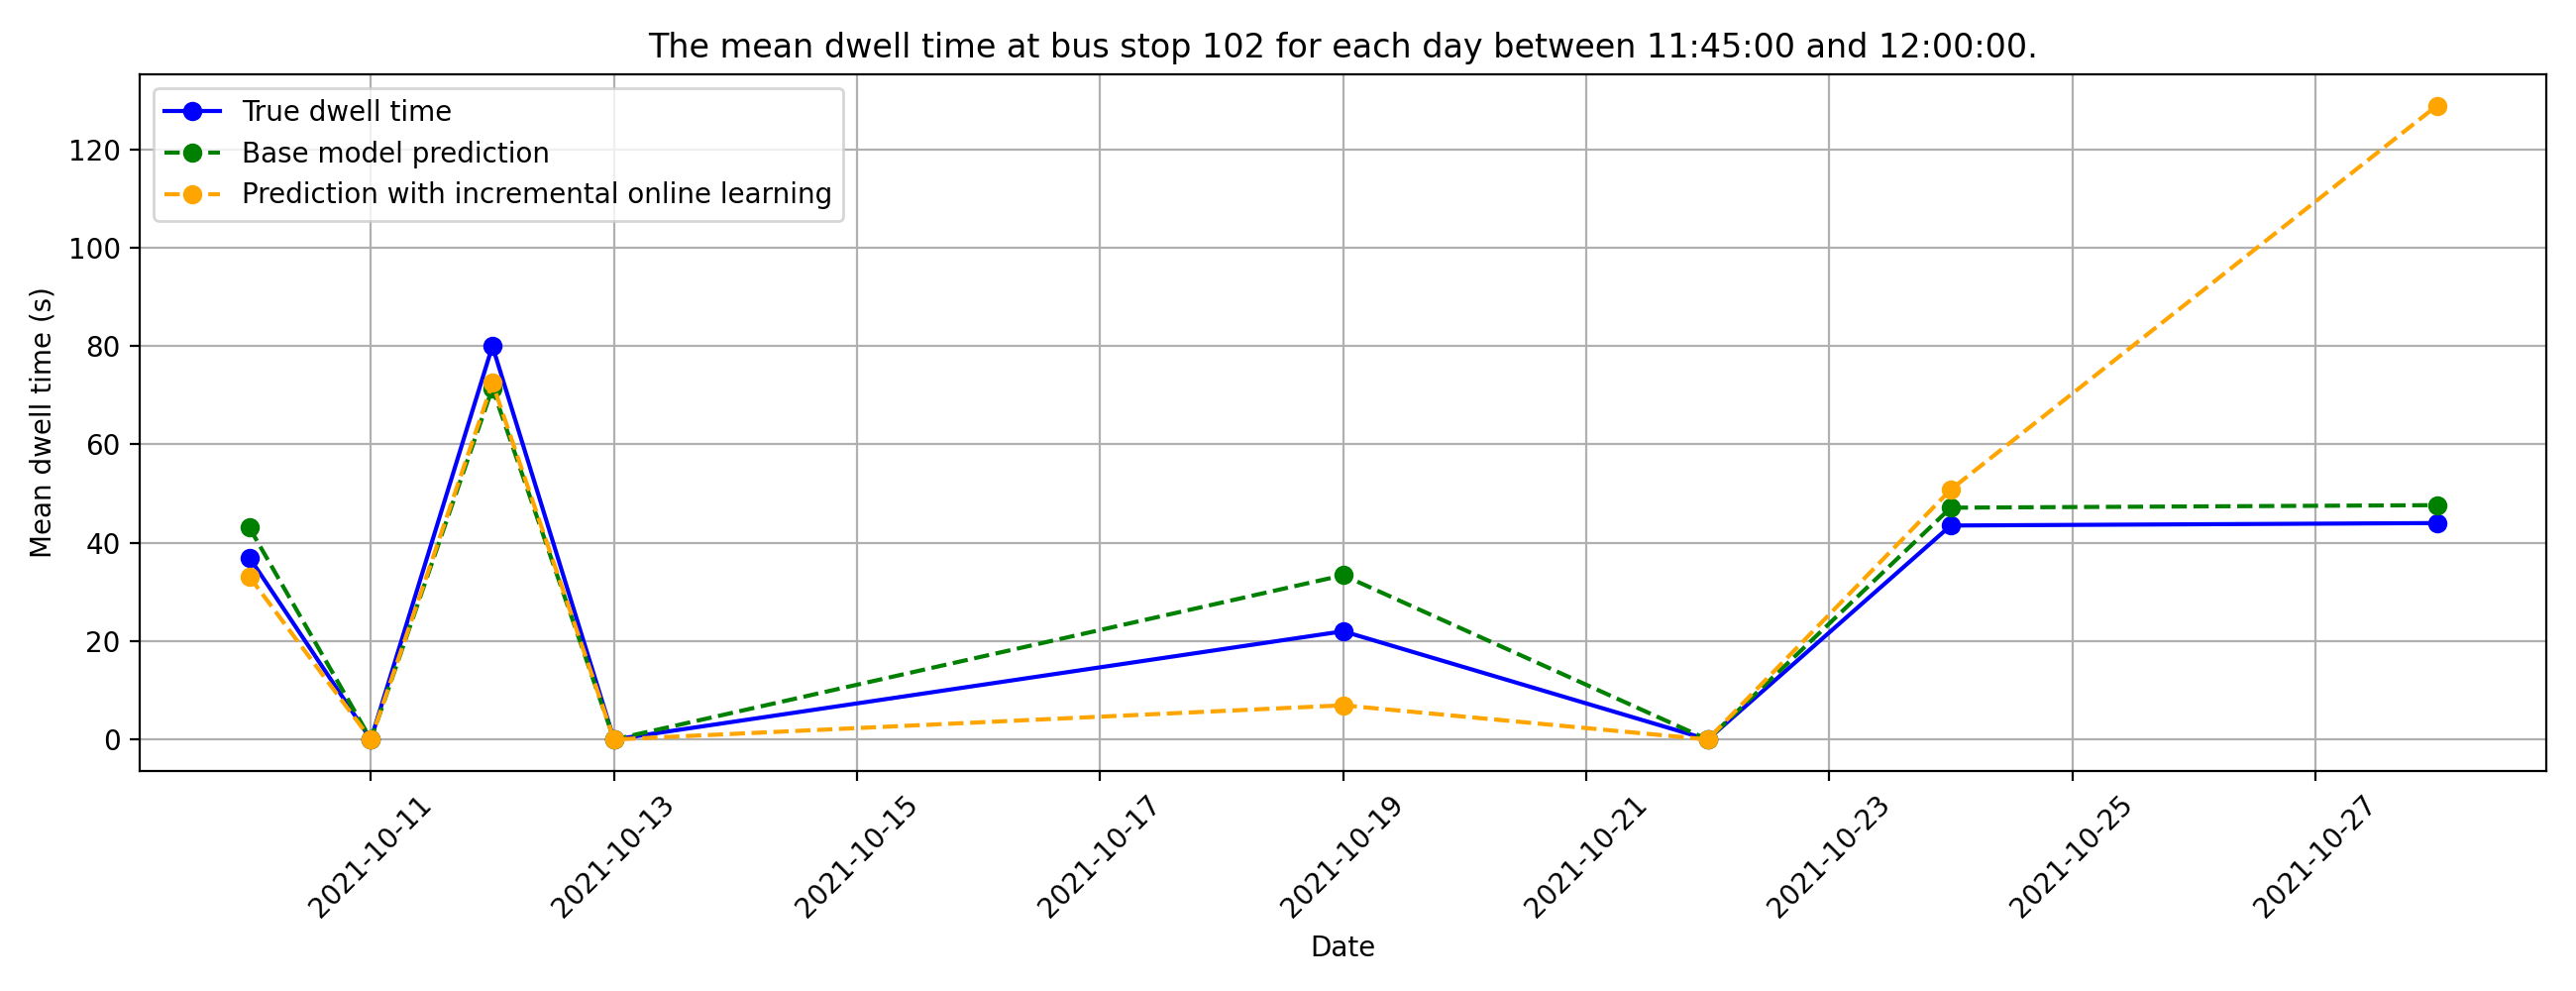 The mean dwell time at bus stop 102 for each day between 11:45:00 and 12:00:00.
True dwell time
Base model prediction
Prediction with incremental online learning
Mean dwell time (s)
120
100
80
60
40
20
0
2021-10-11
2021-10-13
2021-10-15
2021-10-17
2021-10-19
2021-10-21
2021-10-23
2021-10-25
2021-10-27
Date